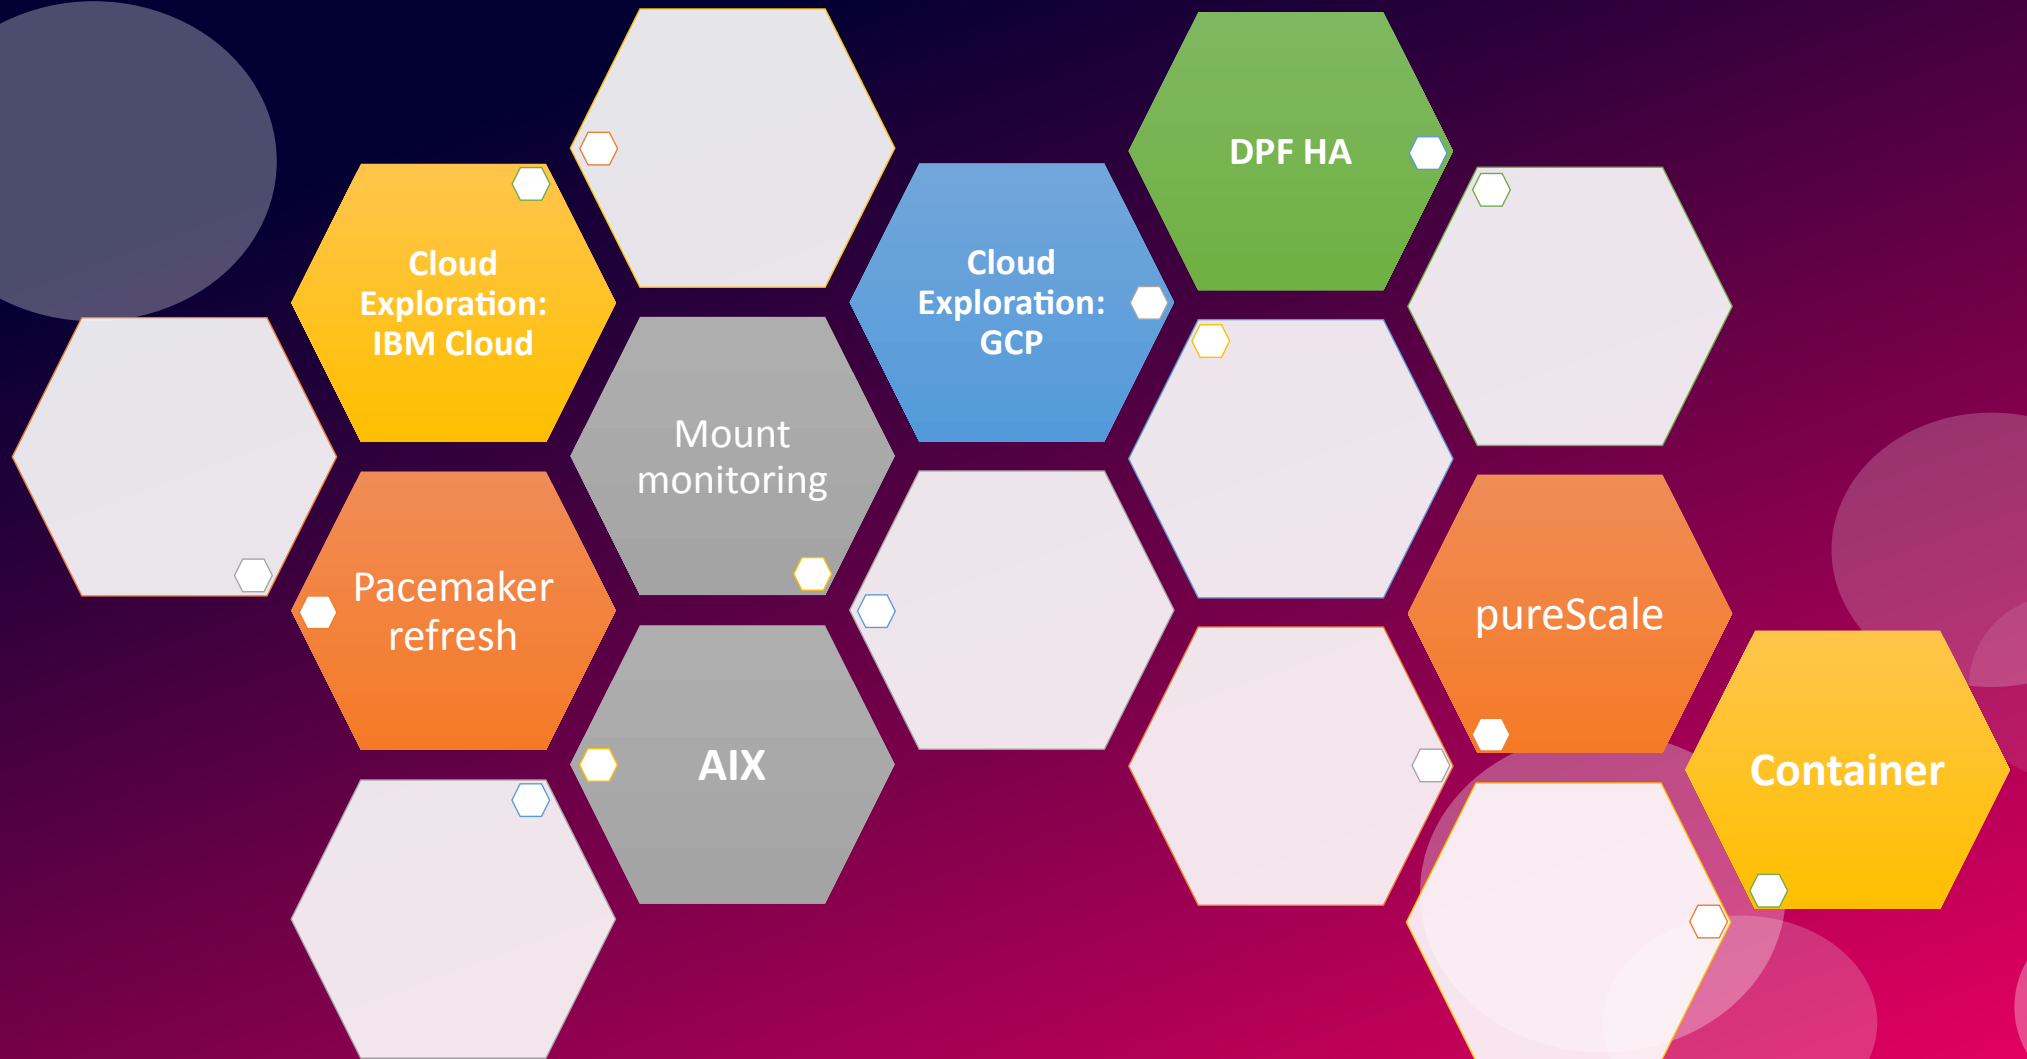 DPF HA
Cloud
Exploration:
IBM Cloud
Cloud
Exploration:
GCP
Mount
monitoring
Pacemaker
refresh
pureScale
AIX
Container